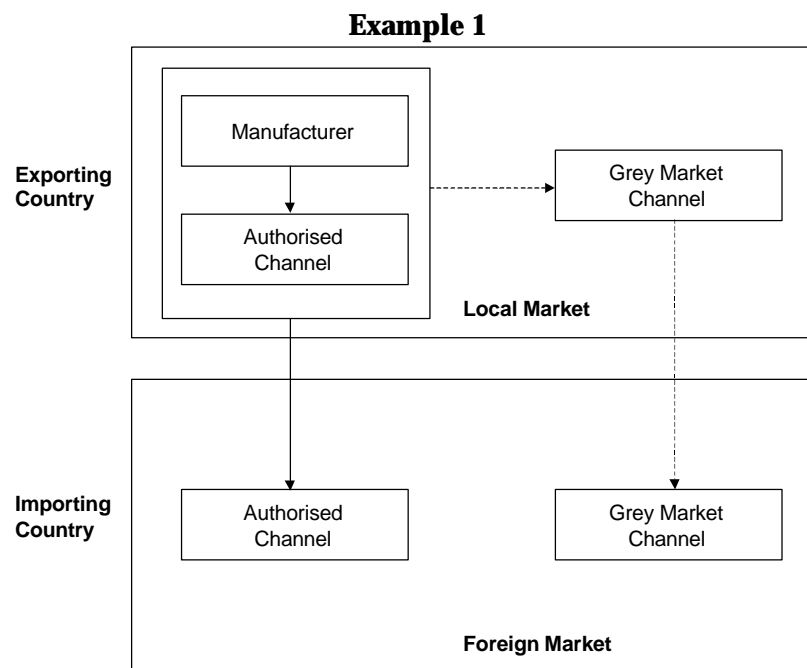 Example 1
Manufacturer
Exporting
Country
Grey Market
Channel
Authorised
Channel
Local Market
Importing
Country
Authorised
Channel
Grey Market
Channel
Foreign Market